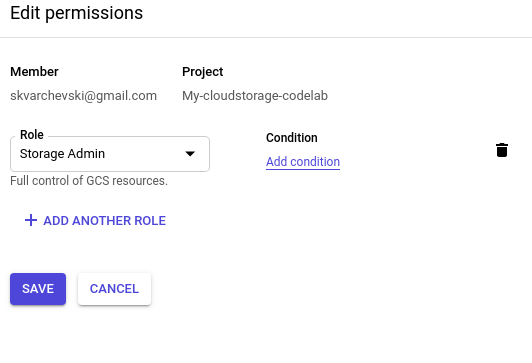 Edit permissions
Member Project
skvarchevski@gmail.com My-cloudstorage-codelab
Role Condition
Storage Admin
Add condition
Full control of GCS resources.
ADD ANOTHER ROLE
SAVE CANCEL